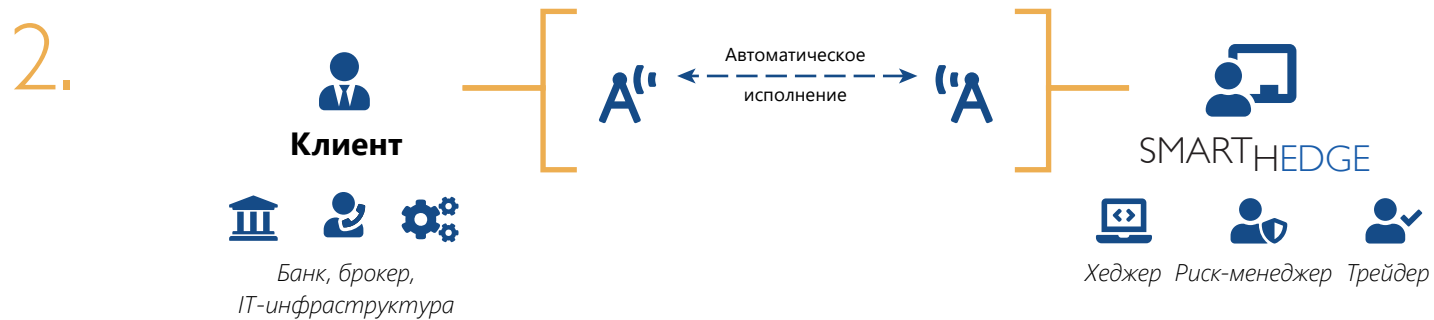 2.
Автоматическое
исполнение
Клиент
SMARTHEDGE
Банк, брокер,
IT-инфраструктура
Хеджер Риск-менеджер Трейдер